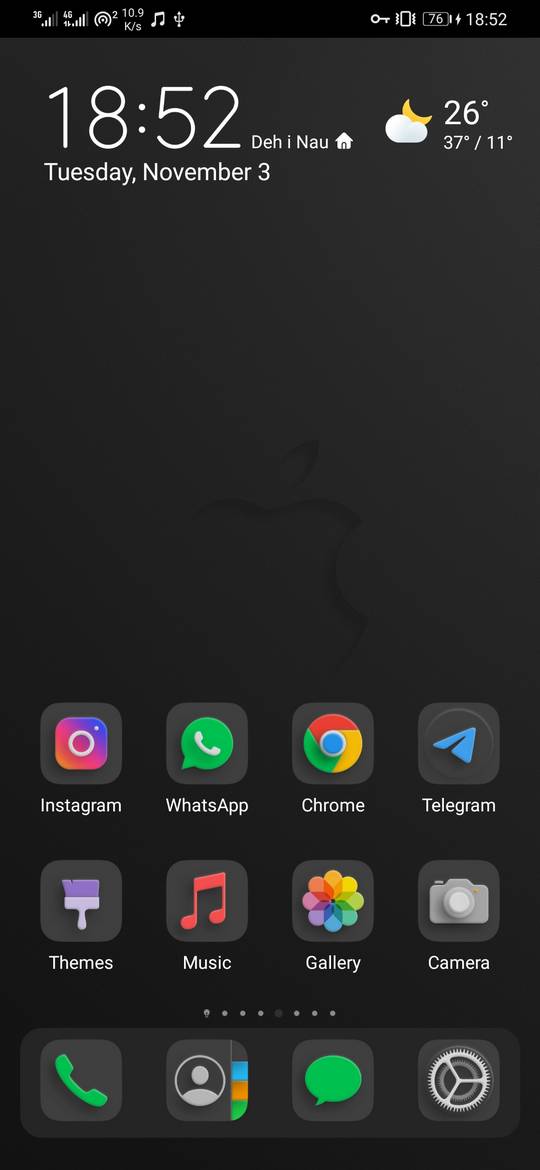 3G 4G 2 10.9 K/s 76 18:52
18:52 Deh i Nau 26°
37° / 11°
Tuesday, November 3
Instagram WhatsApp Chrome Telegram
Themes Music Gallery Camera